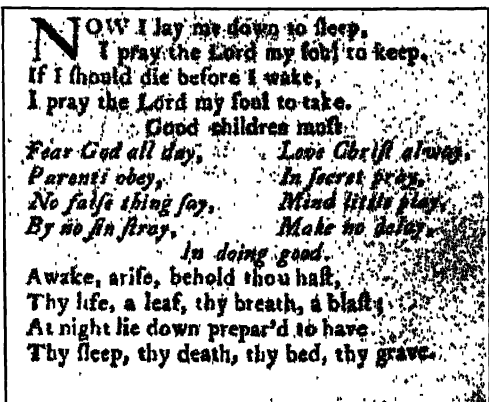 NOW I lay me down to ſleep,
I pray the Lord my ſoul to keep,
If I ſhould die before I wake,
I pray the Lord my ſoul to take.
Good children muſt
Fear God all day, Love Chriſt alway,
Parents obey, In ſecret pray,
No falſe thing ſay, Mind little play,
By no ſin ſtray, Make no delay,
In doing good.
Awake, ariſe, behold thou haſt,
Thy life, a leaf, thy breath, a blaſt;
At night lie down prepar'd to have
Thy ſleep, thy death, thy bed, thy grave.